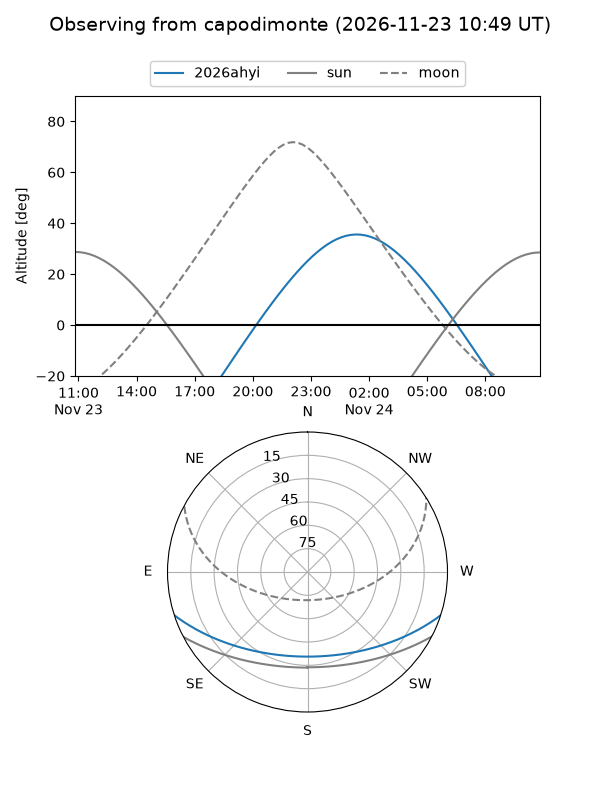 Observing from capodimonte (2026-11-23 10:49 UT)
2026ahyi sun moon
Altitude [deg]
80
60
40
20
0
−20
11:00 14:00 17:00 20:00 23:00 02:00 05:00 08:00
Nov 23 Nov 24
N
NE NW
15
30
45
60
75
E W
SE SW
S